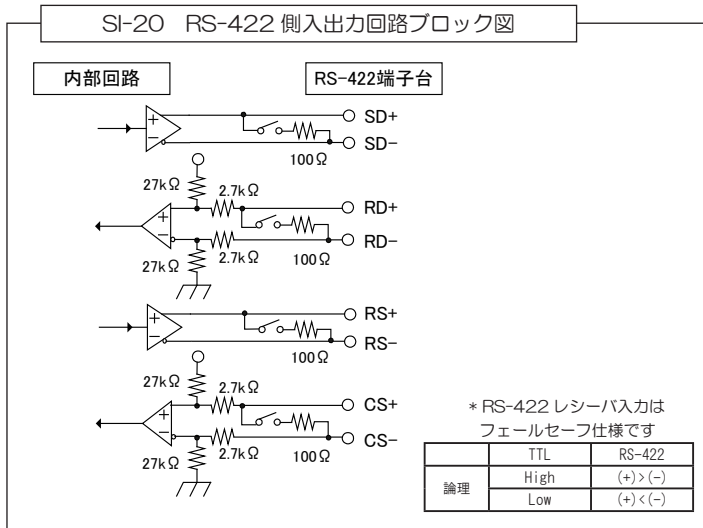 SI-20 RS-422 側入出力回路ブロック図
内部回路
RS-422端子台
SD+
SD-
100Ω
27kΩ
2.7kΩ
RD+
RD-
27kΩ
2.7kΩ
100Ω
RS+
RS-
100Ω
27kΩ
2.7kΩ
CS+
CS-
27kΩ
2.7kΩ
100Ω
* RS-422 レシーバ入力は
フェールセーフ仕様です
TTL RS-422
論理 High (+)>(-)
Low (+)<(-)